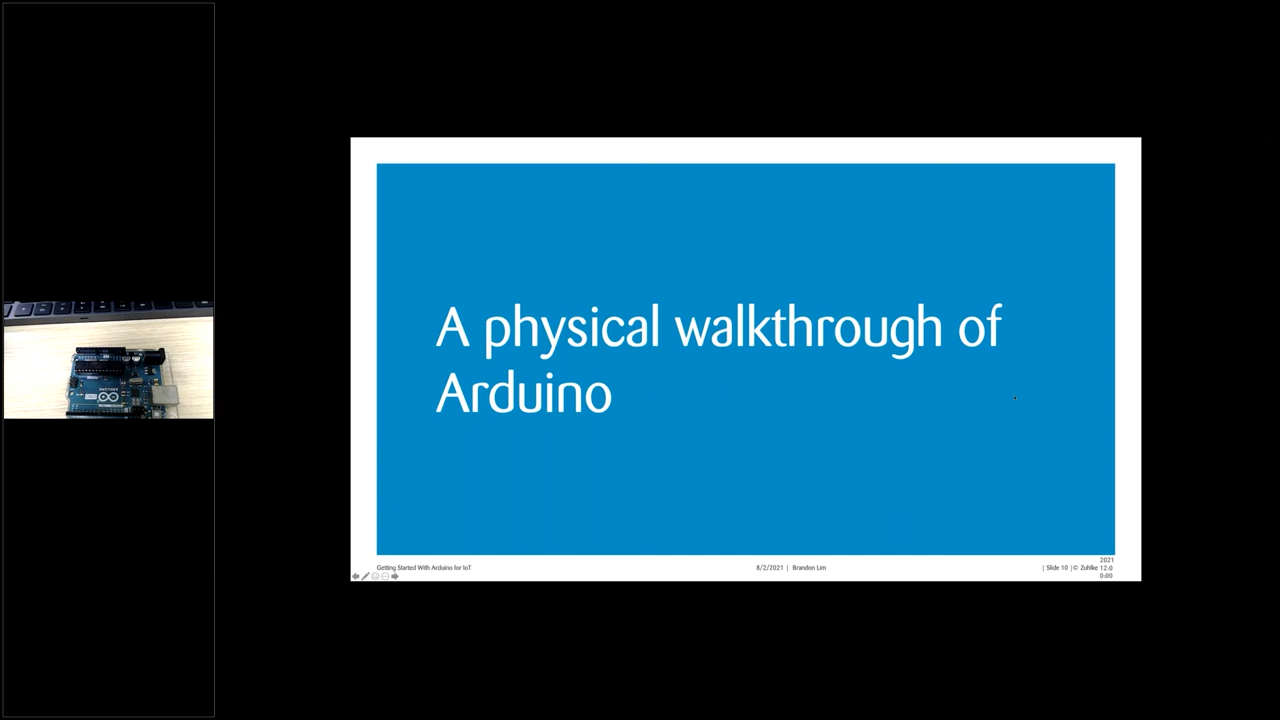 A physical walkthrough of
Arduino
Getting Started With Arduino for IoT
8/2/2021 | Brandon Lim
| Slide 10 | © Zuhlke
2021
12:0
0:00